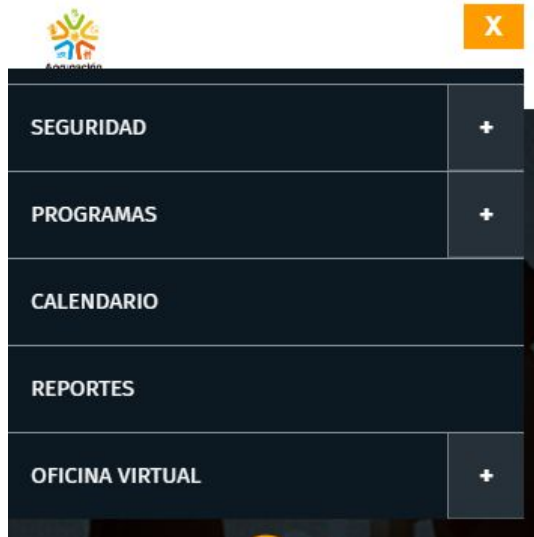 X
SEGURIDAD
+
PROGRAMAS
+
CALENDARIO
REPORTES
OFICINA VIRTUAL
+